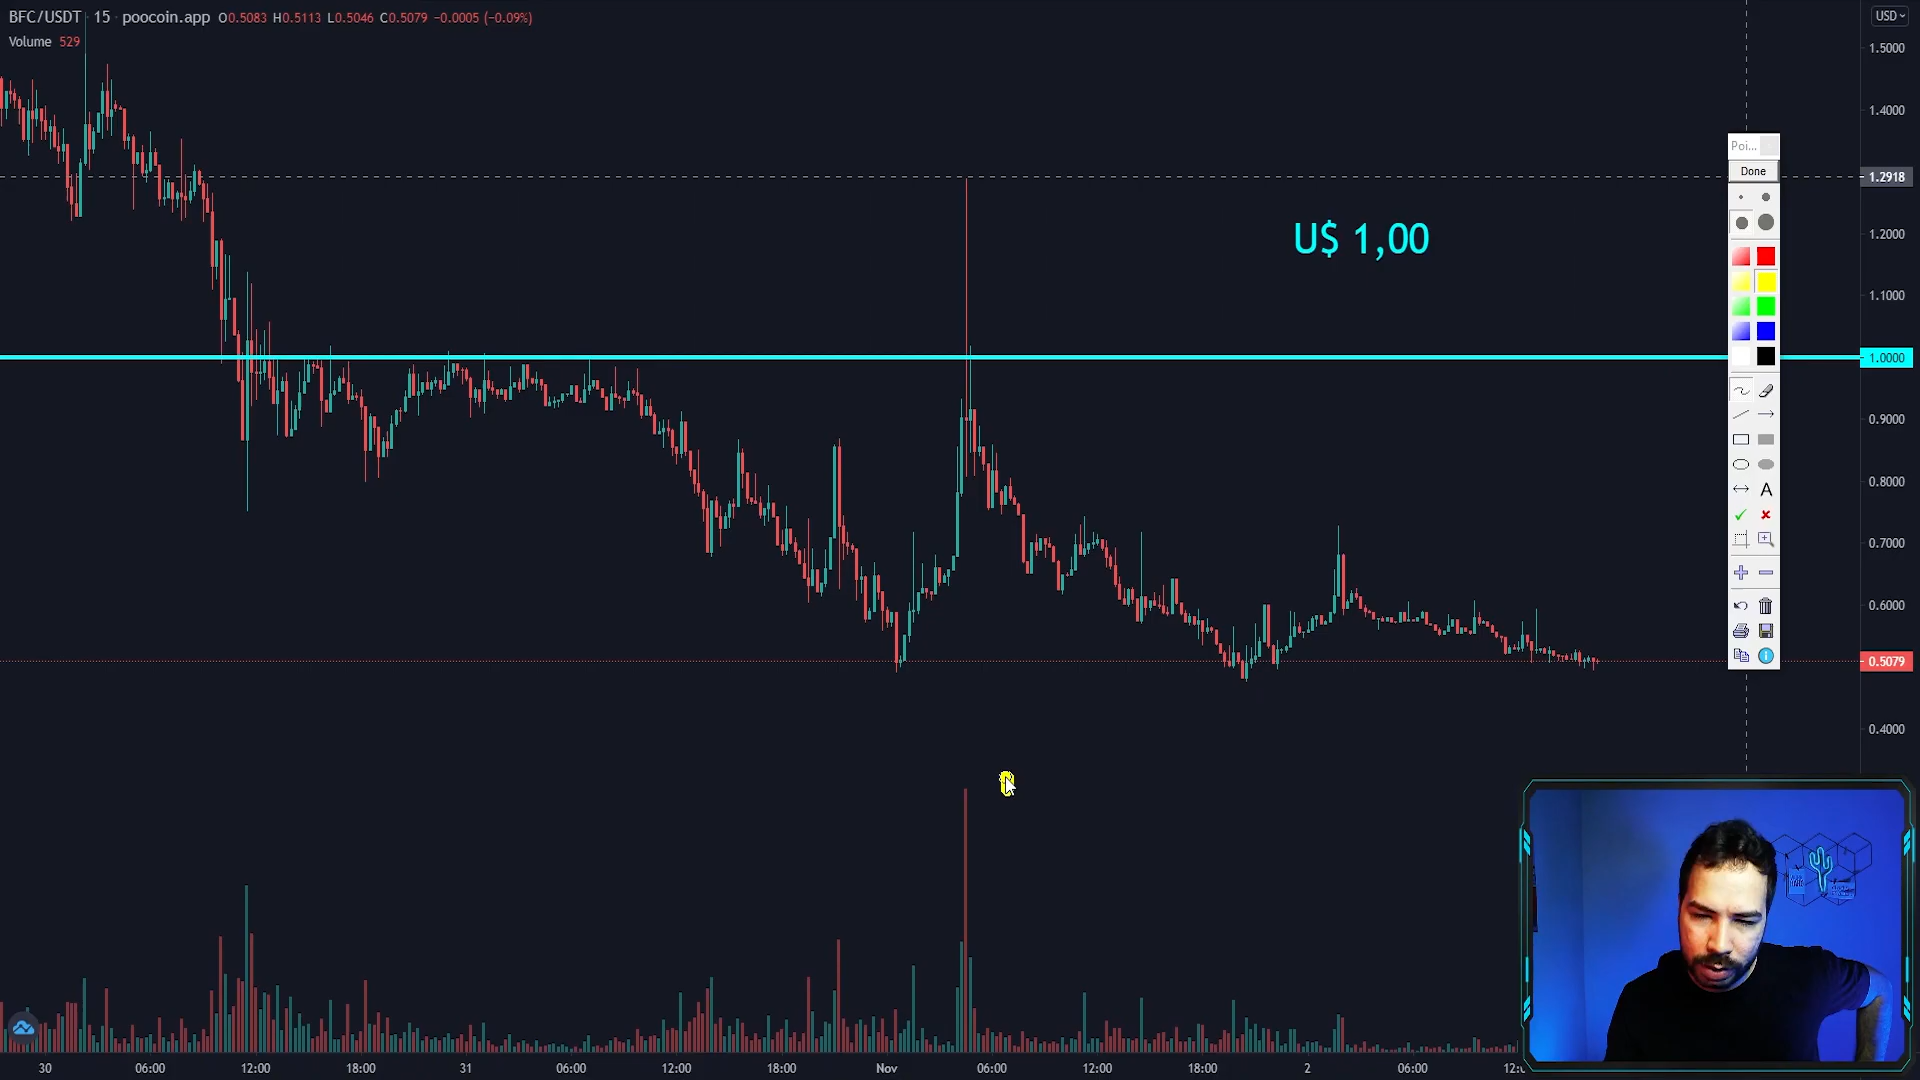 BFC/USDT 15 poocoin.app O0.5083 H0.5113 L0.5046 C0.5079 −0.0005 (−0.09%)
USD
Volume 529
1.5000
1.4000
Poi...
Done
1.2918
U$ 1,00
1.2000
1.1000
1.0000
0.9000
0.8000
A
0.7000
0.6000
0.5079
0.4000
30 06:00 12:00 18:00 31 06:00 12:00 18:00 Nov 06:00 12:00 18:00 2 06:00